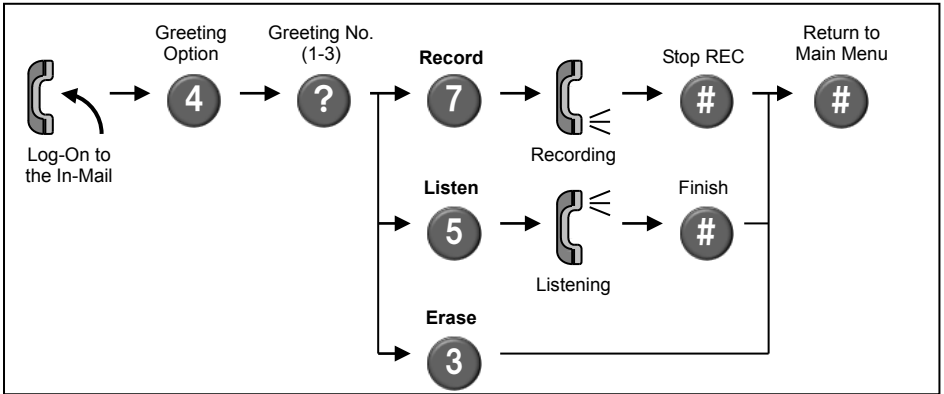 Greeting
Option
Greeting No.
(1-3)
Record
Stop REC
Return to
Main Menu
4
?
7
#
#
Log-On to
the In-Mail
Recording
Listen
Finish
5
#
Listening
Erase
3